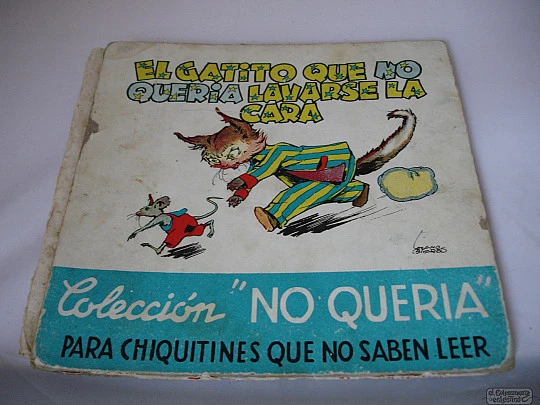 EL GATITO QUE NO
QUERIA LAVARSE LA
CARA
Colección "NO QUERIA"
PARA CHIQUITINES QUE NO SABEN LEER